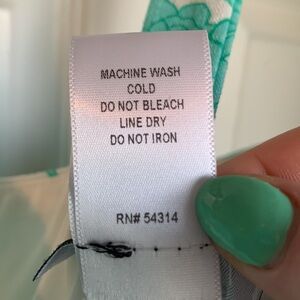 MACHINE WASH
COLD
DO NOT BLEACH
LINE DRY
DO NOT IRON
RN# 54314